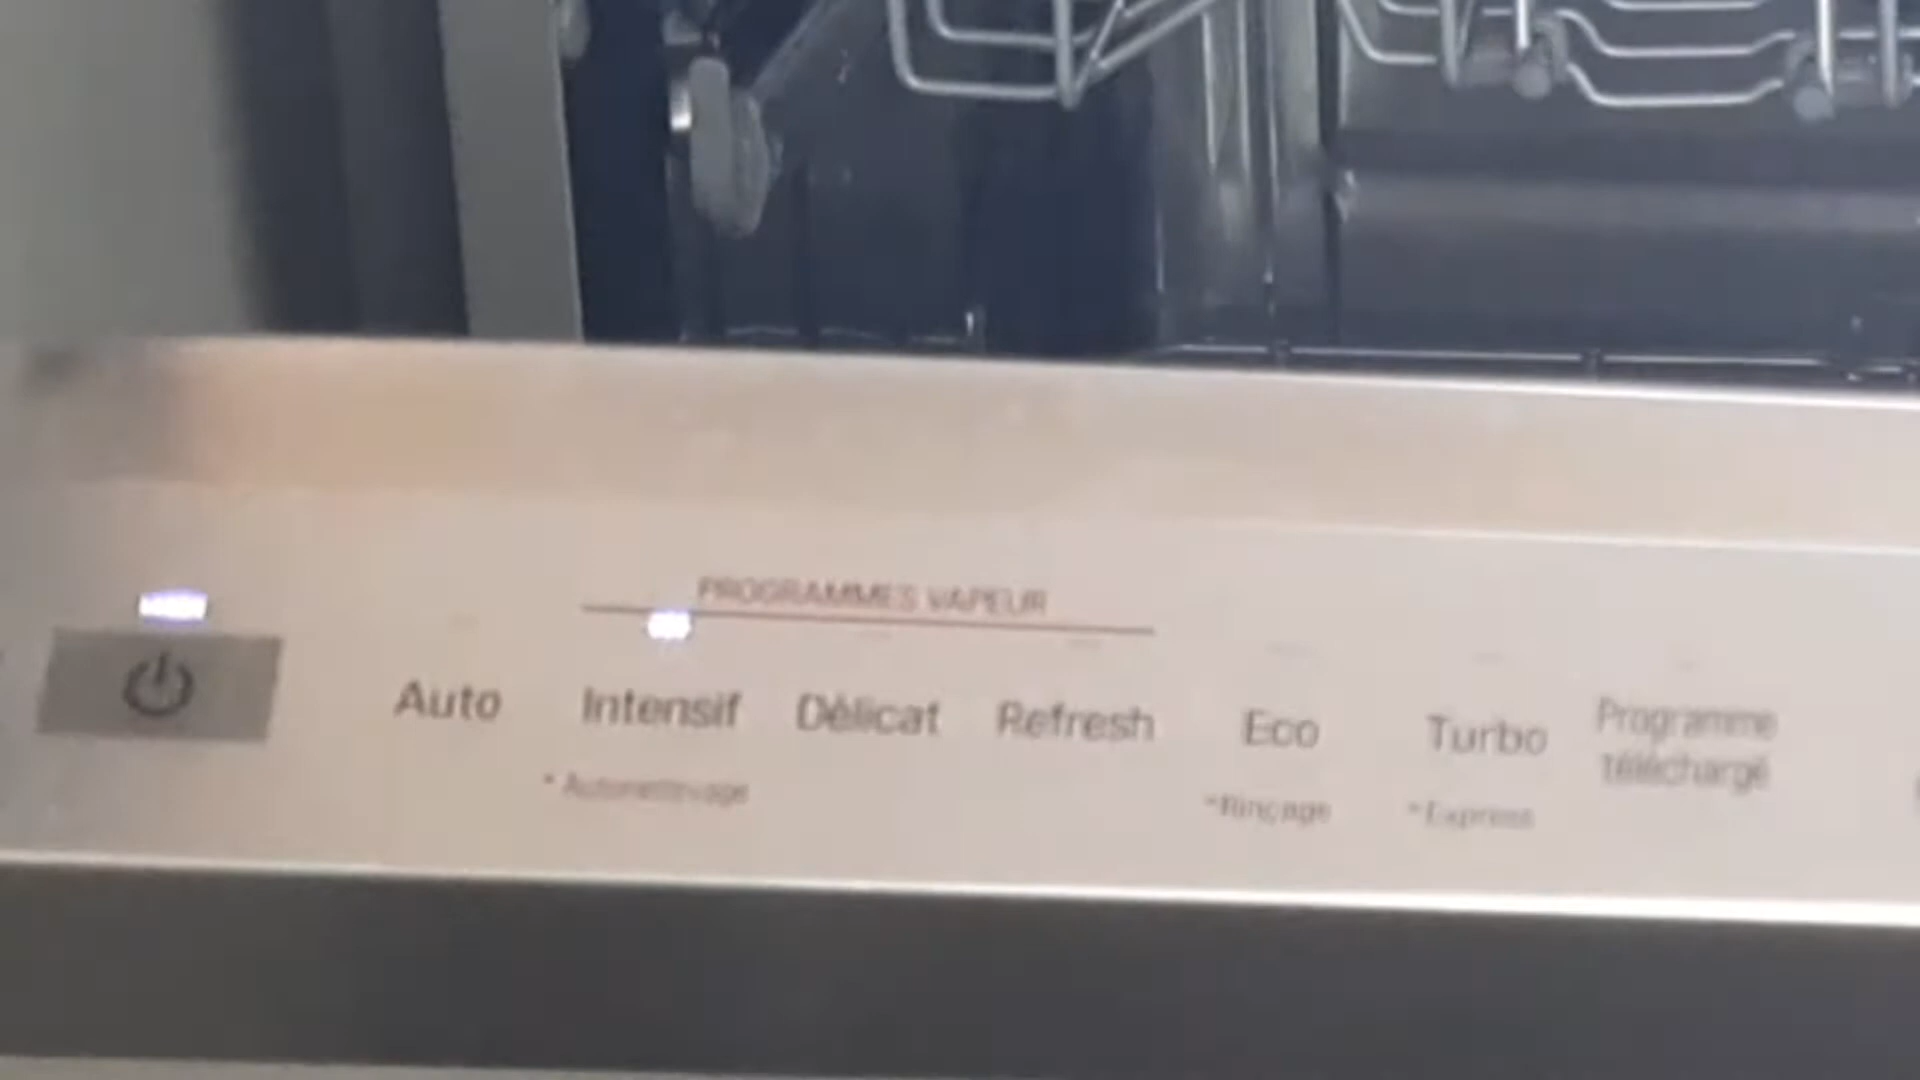 PROGRAMMES VAPEUR
Auto Intensif Délicat Refresh Eco Turbo Programme téléchargé
* Autonettoyage *Rinçage *Express